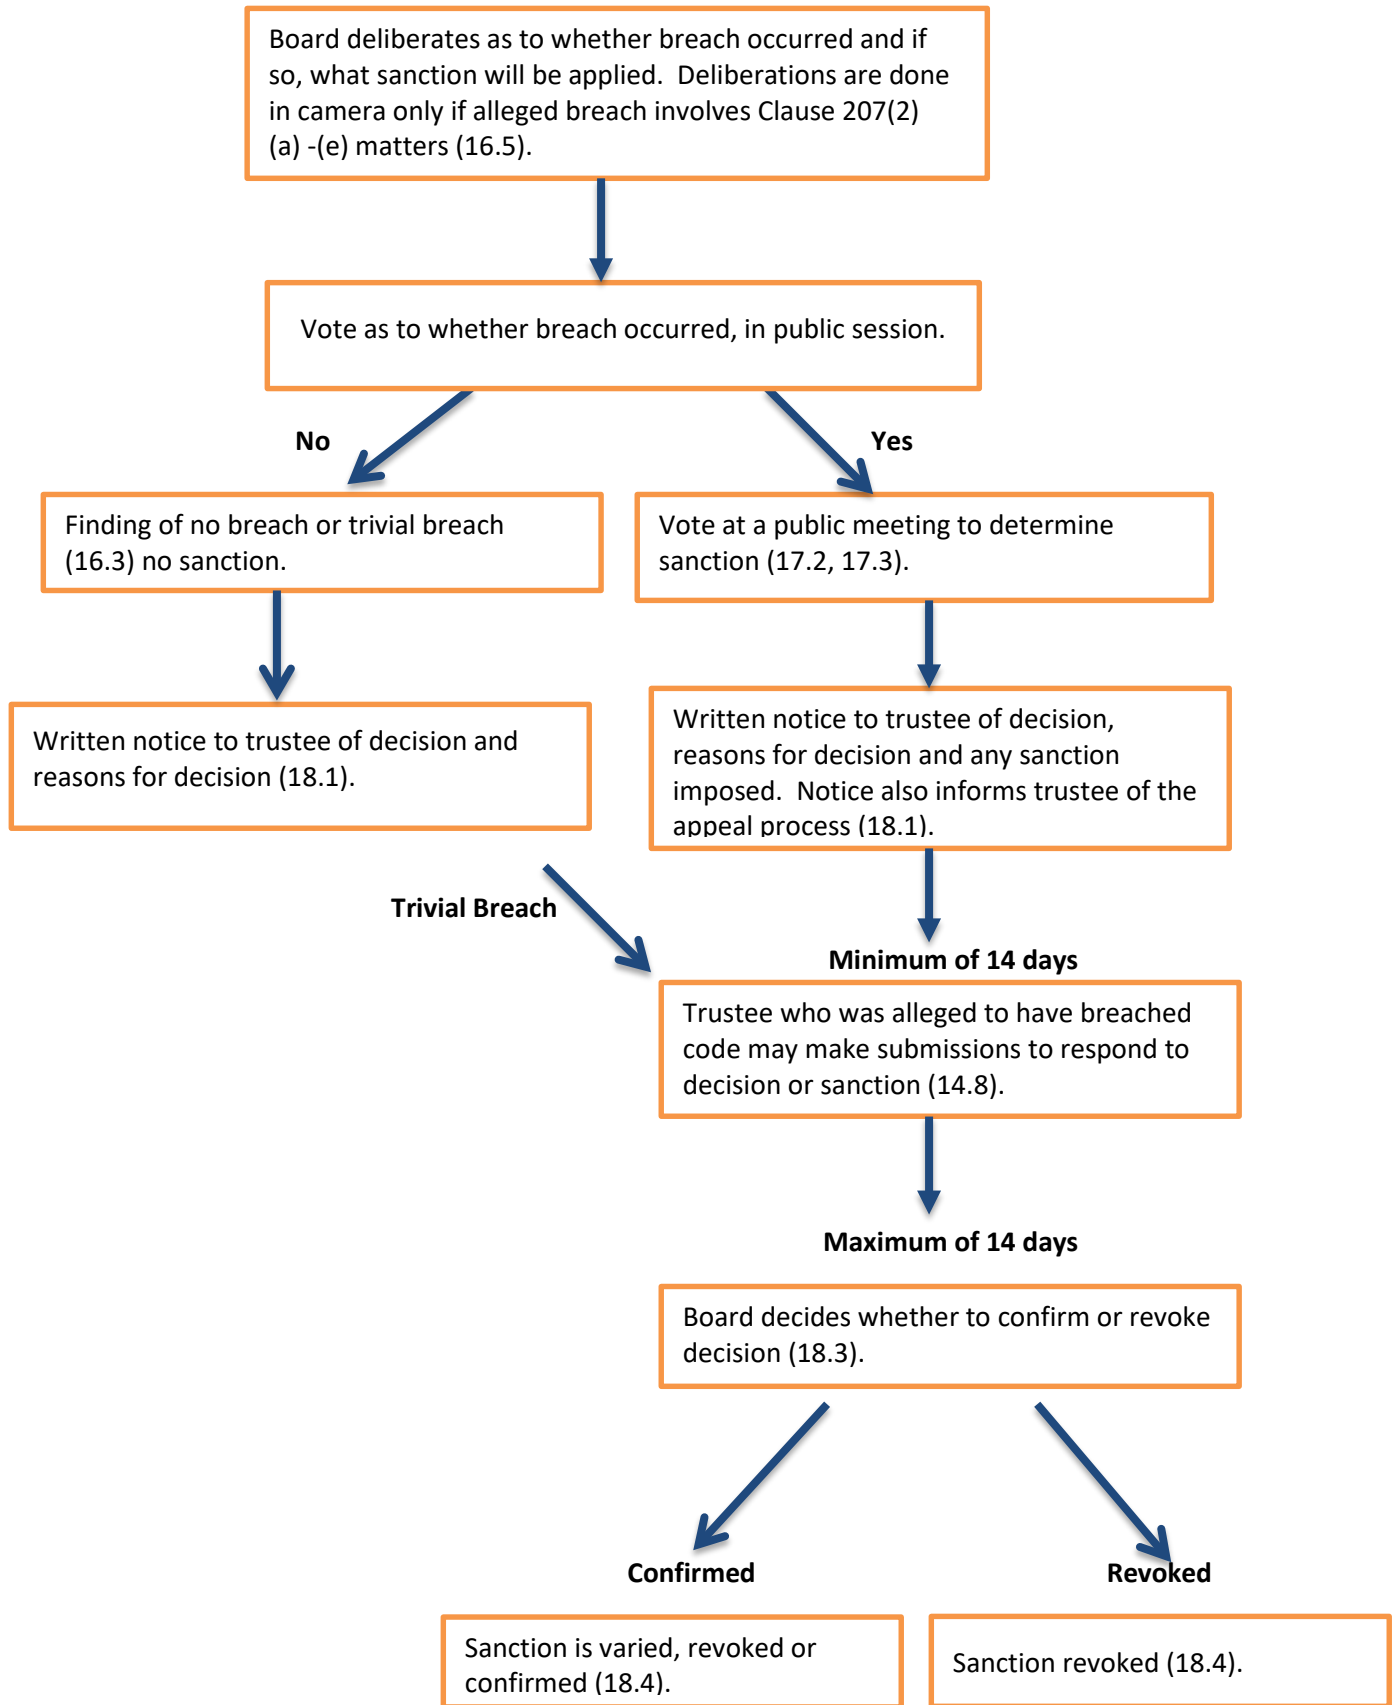 Board deliberates as to whether breach occurred and if
so, what sanction will be applied.  Deliberations are done
in camera only if alleged breach involves Clause 207(2)
(a) -(e) matters (16.5).
Vote as to whether breach occurred, in public session.
No
Yes
Finding of no breach or trivial breach
(16.3) no sanction.
Vote at a public meeting to determine
sanction (17.2, 17.3).
Written notice to trustee of decision and
reasons for decision (18.1).
Written notice to trustee of decision,
reasons for decision and any sanction
imposed.  Notice also informs trustee of the
appeal process (18.1).
Trivial Breach
Minimum of 14 days
Trustee who was alleged to have breached
code may make submissions to respond to
decision or sanction (14.8).
Maximum of 14 days
Board decides whether to confirm or revoke
decision (18.3).
Confirmed
Revoked
Sanction is varied, revoked or
confirmed (18.4).
Sanction revoked (18.4).